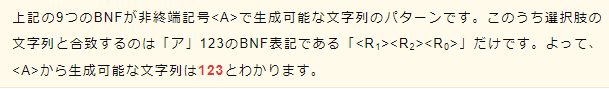 上記の9つのBNFが非終端記号<A>で生成可能な文字列のパターンです。このうち選択肢の
文字列と合致するのは「ア」123のBNF表記である「<R₁><R₂><R₀>」だけです。よって、
<A>から生成可能な文字列は123とわかります。